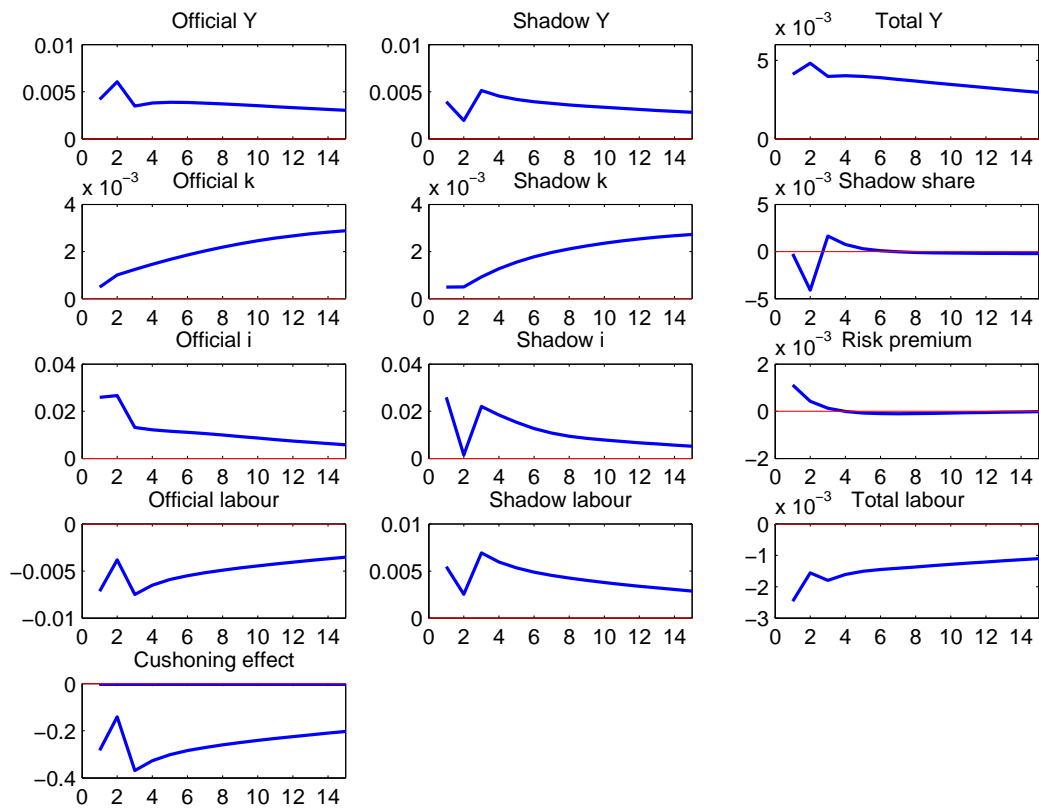 Official Y
Shadow Y
Total Y
0.01
0.005
0
0 2 4 6 8 10 12 14
0.01
0.005
0
0 2 4 6 8 10 12 14
5
0
x 10−3
0 2 4 6 8 10 12 14
Official k
Shadow k
Shadow share
x 10−3
4
2
0
0 2 4 6 8 10 12 14
x 10−3
4
2
0
0 2 4 6 8 10 12 14
x 10−3
5
0
−5
0 2 4 6 8 10 12 14
Official i
Shadow i
Risk premium
0.04
0.02
0
0 2 4 6 8 10 12 14
0.04
0.02
0
0 2 4 6 8 10 12 14
x 10−3
2
0
−2
0 2 4 6 8 10 12 14
Official labour
Shadow labour
Total labour
0
−0.005
−0.01
0 2 4 6 8 10 12 14
0.01
0.005
0
0 2 4 6 8 10 12 14
x 10−3
0
−1
−2
−3
0 2 4 6 8 10 12 14
Cushoning effect
0
−0.2
−0.4
0 2 4 6 8 10 12 14